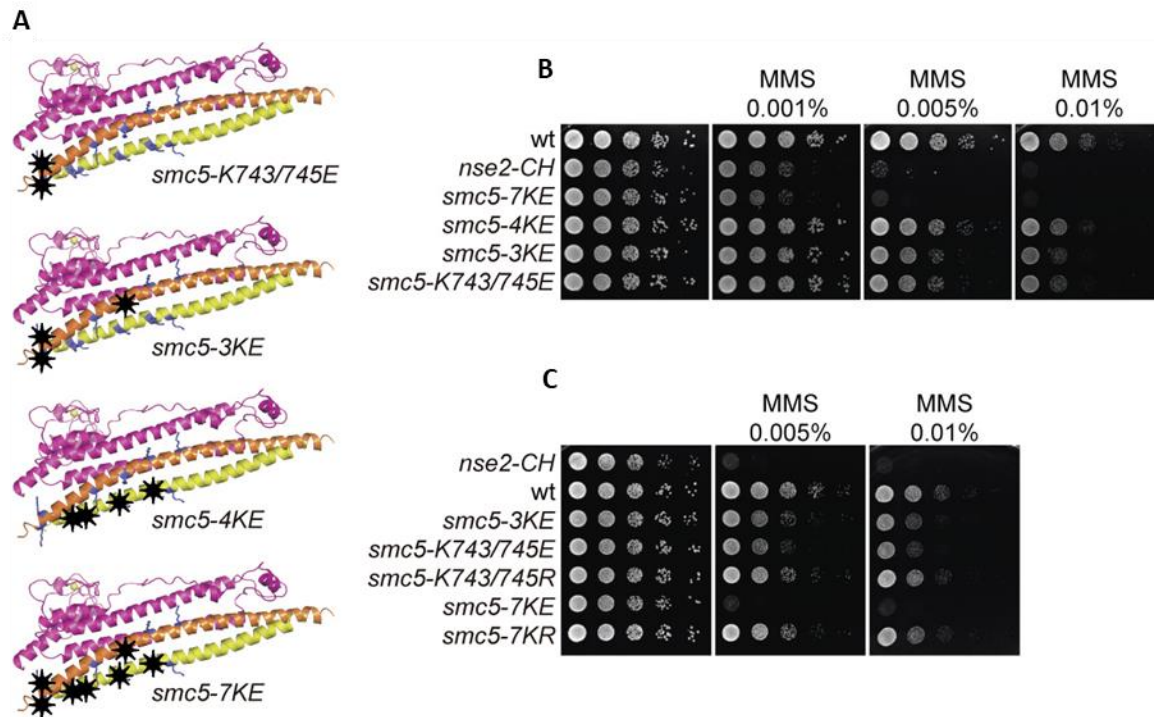 A
smc5-K743/745E
smc5-3KE
smc5-4KE
smc5-7KE
B
MMS MMS MMS
0.001% 0.005% 0.01%
wt
nse2-CH
smc5-7KE
smc5-4KE
smc5-3KE
smc5-K743/745E
C
MMS MMS
0.005% 0.01%
nse2-CH
wt
smc5-3KE
smc5-K743/745E
smc5-K743/745R
smc5-7KE
smc5-7KR